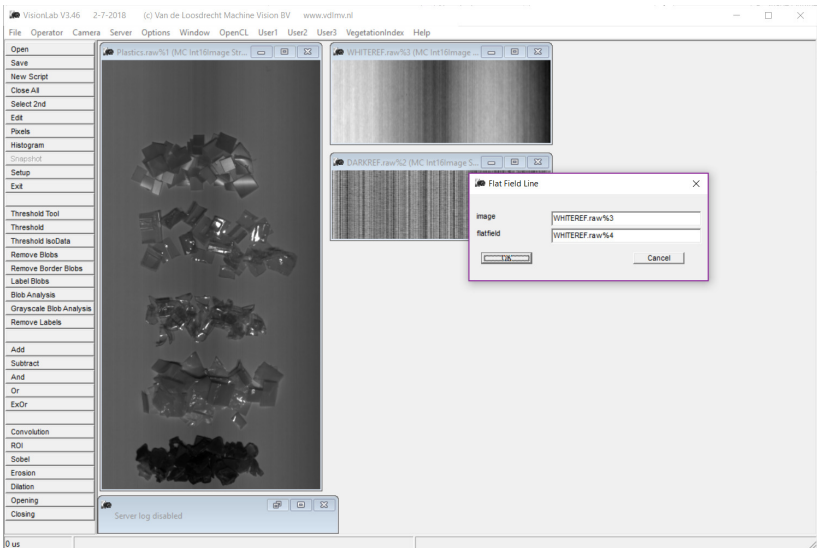 VisionLab V3.46 2-7-2018 (c) Van de Loosdrecht Machine Vision BV www.vdlmv.nl
File Operator Camera Server Options Window OpenCL User1 User2 User3 VegetationIndex Help
Open
Save
New Script
Close All
Select 2nd
Edit
Pixels
Histogram
Snapshot
Setup
Exit
Threshold Tool
Threshold
Threshold IsoData
Remove Blobs
Remove Border Blobs
Label Blobs
Blob Analysis
Grayscale Blob Analysis
Remove Labels
Add
Subtract
And
Or
ExOr
Convolution
ROI
Sobel
Erosion
Dilation
Opening
Closing
0 us
Plastics.raw%1 (MC Int16Image Str...
WHITEREF.raw%3 (MC Int16Image ...
DARKREF.raw%2 (MC Int16Image S...
Flat Field Line
image WHITEREF.raw%3
flatfield WHITEREF.raw%4
Cancel
Server log disabled